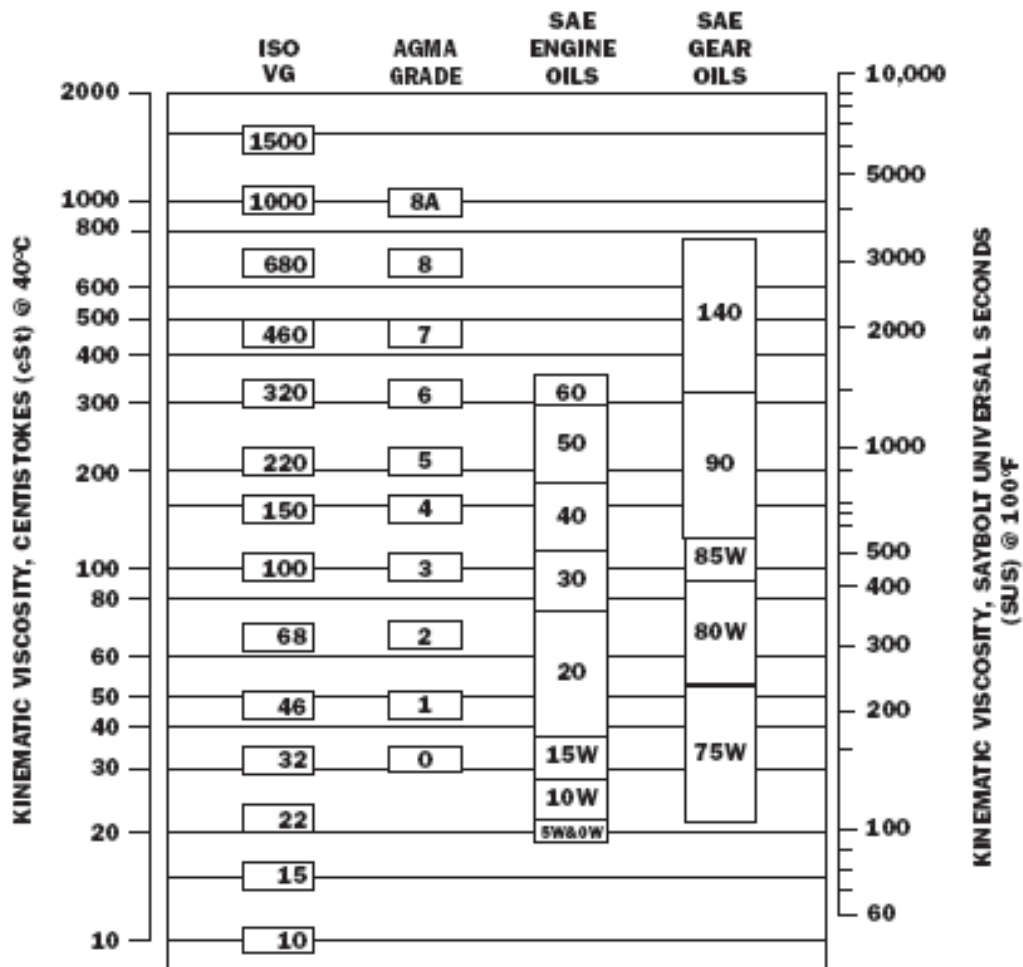 ISO
VG
AGMA
GRADE
SAE
ENGINE
OILS
SAE
GEAR
OILS
KINEMATIC VISCOSITY, CENTISTOKES (cSt) @ 40°C
2000
1000
800
600
500
400
300
200
100
80
60
50
40
30
20
10
1500
1000
680
460
320
220
150
100
68
46
32
22
15
10
8A
8
7
6
5
4
3
2
1
0
60
50
40
30
20
15W
10W
5W&0W
140
90
85W
80W
75W
10,000
5000
3000
2000
1000
500
400
300
200
100
60
KINEMATIC VISCOSITY, SAYBOLT UNIVERSAL SECONDS
(SUS) @ 100°F